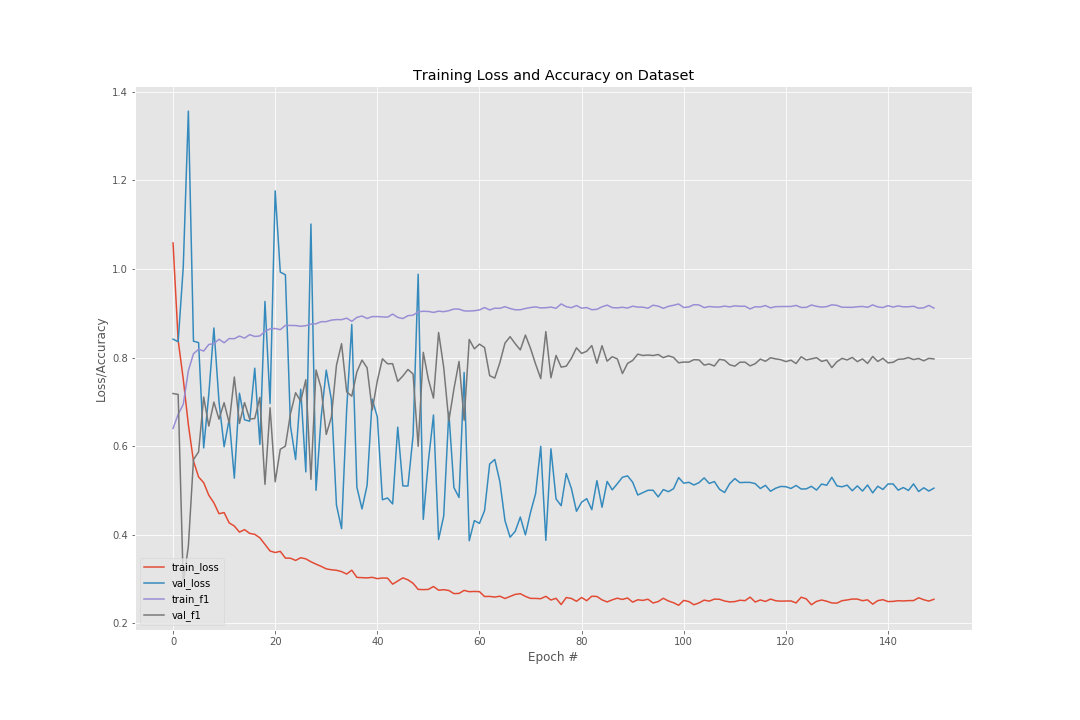 Training Loss and Accuracy on Dataset
1.4
1.2
1.0
0.8
0.6
0.4
0.2
Loss/Accuracy
train_loss
val_loss
train_f1
val_f1
0 20 40 60 80 100 120 140
Epoch #